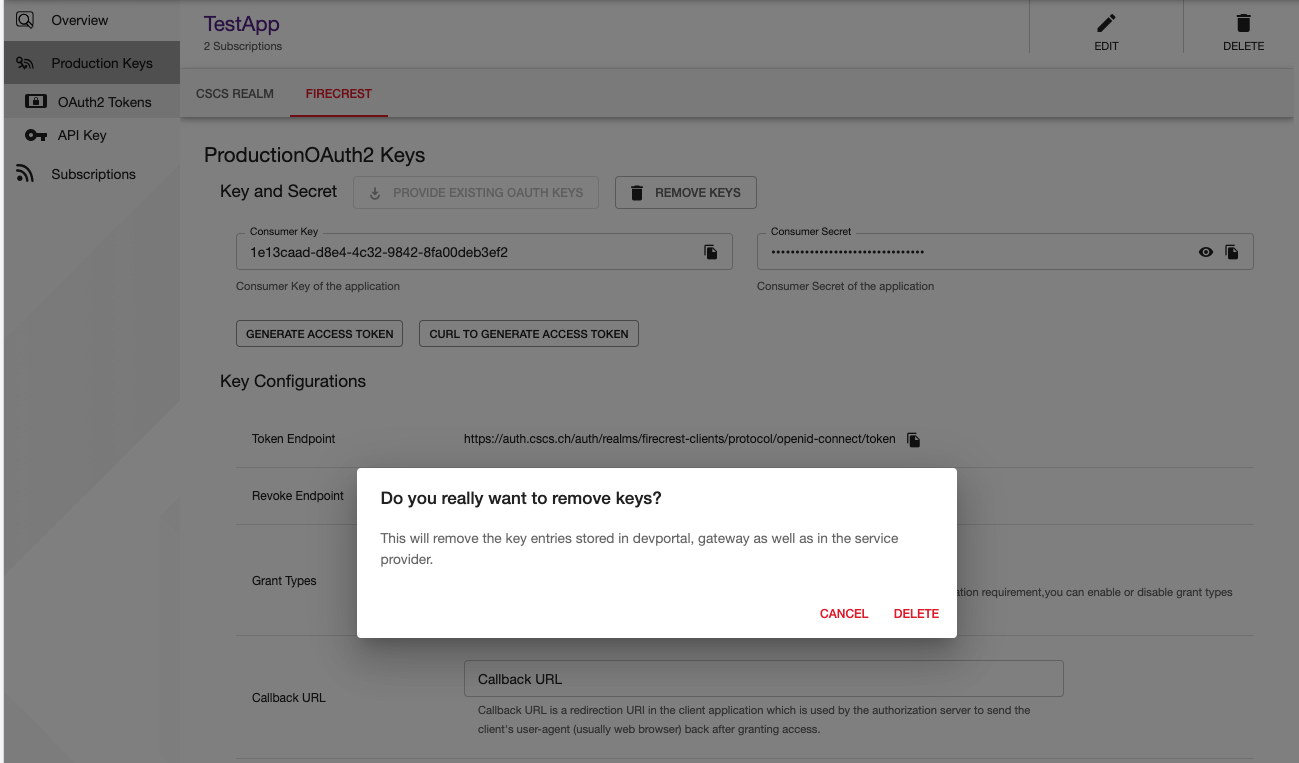 Overview
Production Keys
OAuth2 Tokens
API Key
Subscriptions
TestApp
2 Subscriptions
EDIT
DELETE
CSCS REALM
FIRECREST
ProductionOAuth2 Keys
Key and Secret
PROVIDE EXISTING OAUTH KEYS
REMOVE KEYS
Consumer Key
1e13caad-d8e4-4c32-9842-8fa00deb3ef2
Consumer Key of the application
Consumer Secret
••••••••••••••••••••••••••••••••
Consumer Secret of the application
GENERATE ACCESS TOKEN
CURL TO GENERATE ACCESS TOKEN
Key Configurations
Token Endpoint
https://auth.cscs.ch/auth/realms/firecrest-clients/protocol/openid-connect/token
Revoke Endpoint
Do you really want to remove keys?
This will remove the key entries stored in devportal, gateway as well as in the service
provider.
CANCEL
DELETE
Grant Types
ation requirement,you can enable or disable grant types
Callback URL
Callback URL
Callback URL is a redirection URI in the client application which is used by the authorization server to send the
client's user-agent (usually web browser) back after granting access.